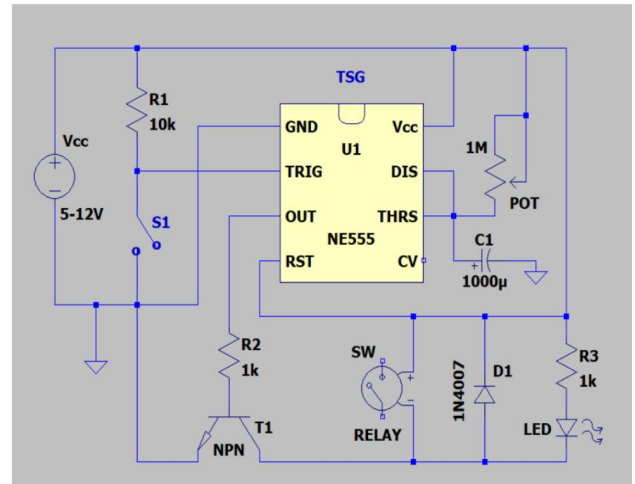 TSG
R1
10k
Vcc
+
5-12V
S1
GND
Vcc
U1
TRIG
DIS
OUT
THRS
NE555
RST
CV
1M
POT
C1
+
1000µ
R2
1k
SW
+
−
RELAY
1N4007
D1
R3
1k
LED
T1
NPN